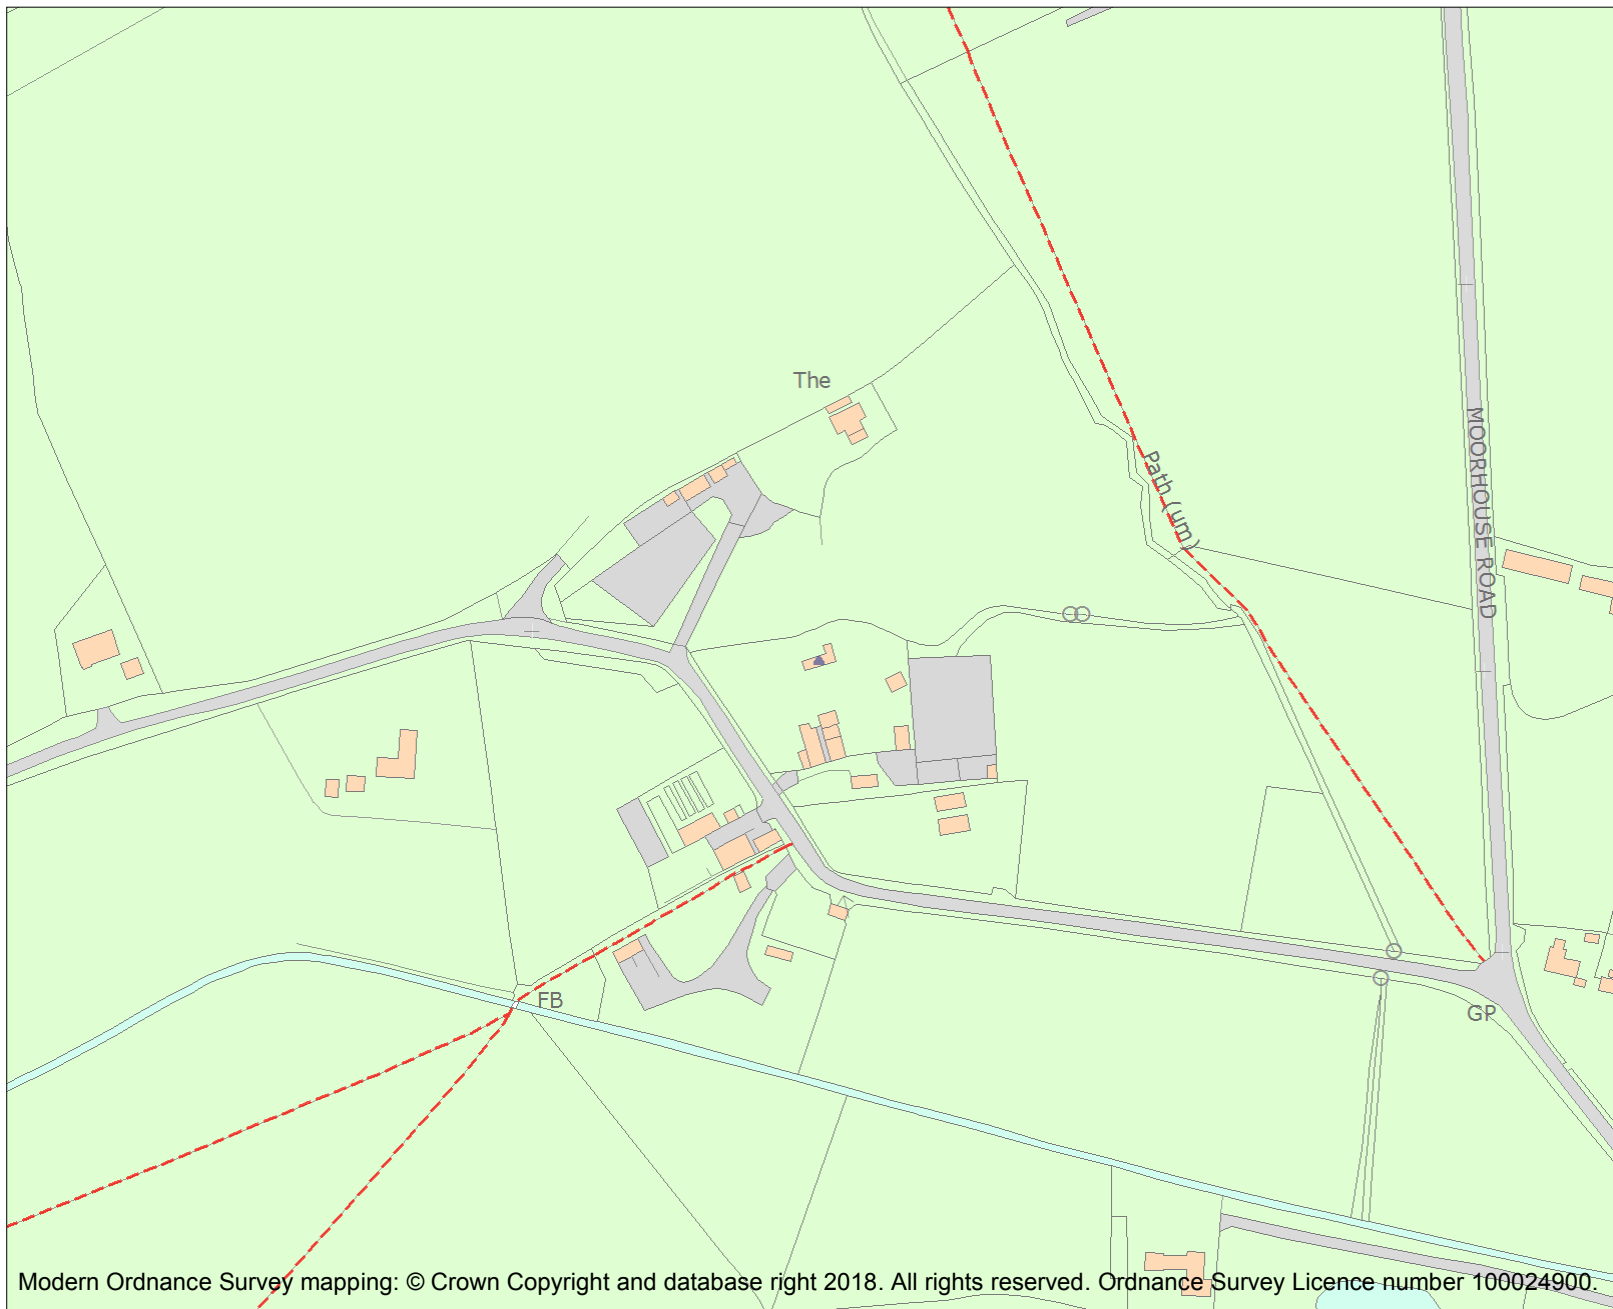 The
Path (um)
MOORHOUSE ROAD
FB
GP
Modern Ordnance Survey mapping: © Crown Copyright and database right 2018. All rights reserved. Ordnance Survey Licence number 100024900.